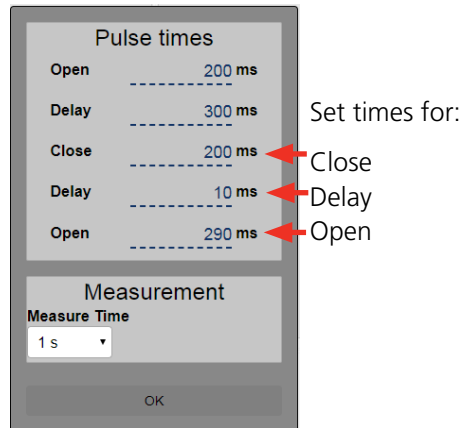 Pulse times
Open 200 ms
Delay 300 ms
Close 200 ms
Delay 10 ms
Open 290 ms
Set times for:
Close
Delay
Open
Measurement
Measure Time
1 s
OK